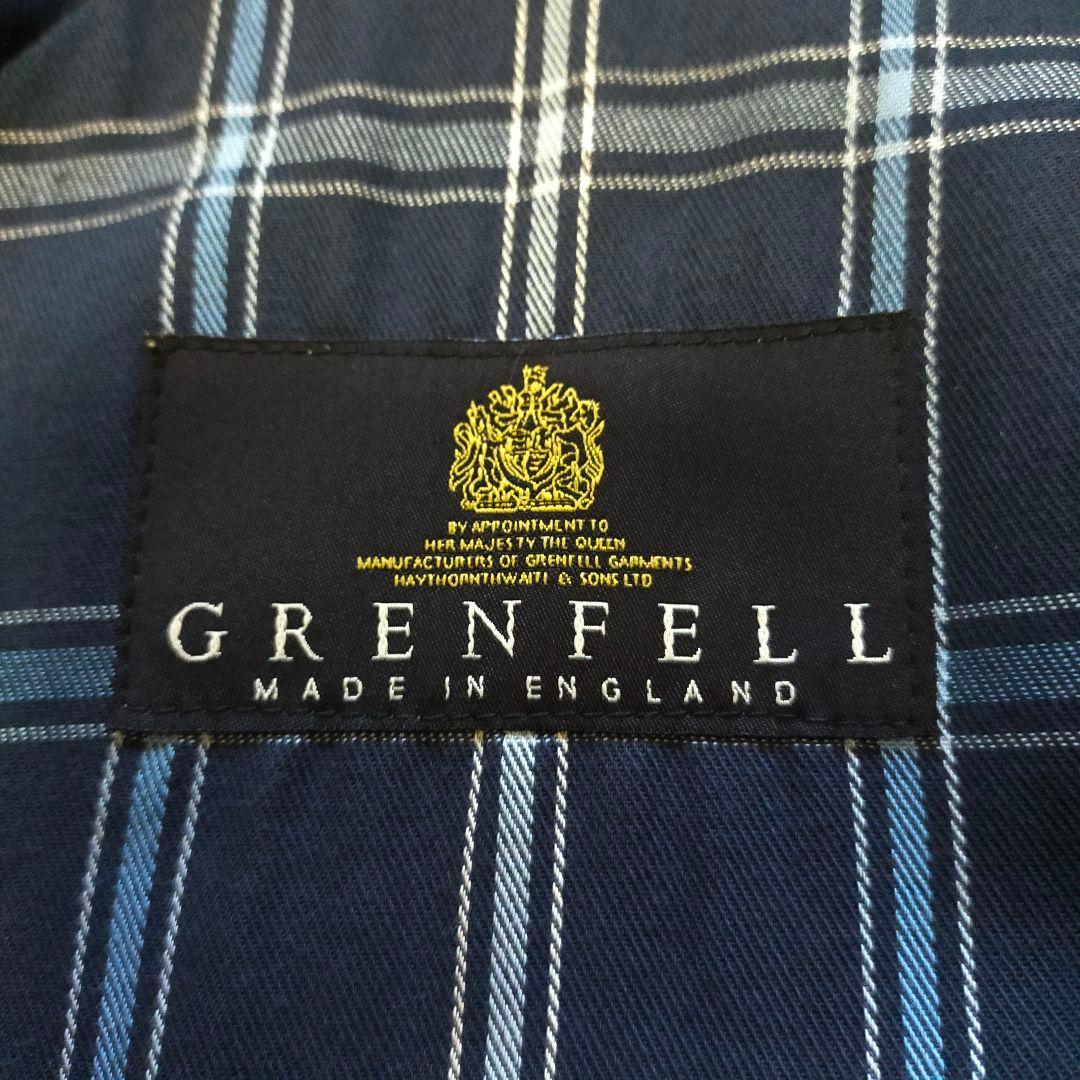 BY APPOINTMENT TO
HER MAJESTY THE QUEEN
MANUFACTURERS OF GRENFELL GARMENTS
HAYTHORNTHWAITE & SONS LTD
GRENFELL
MADE IN ENGLAND